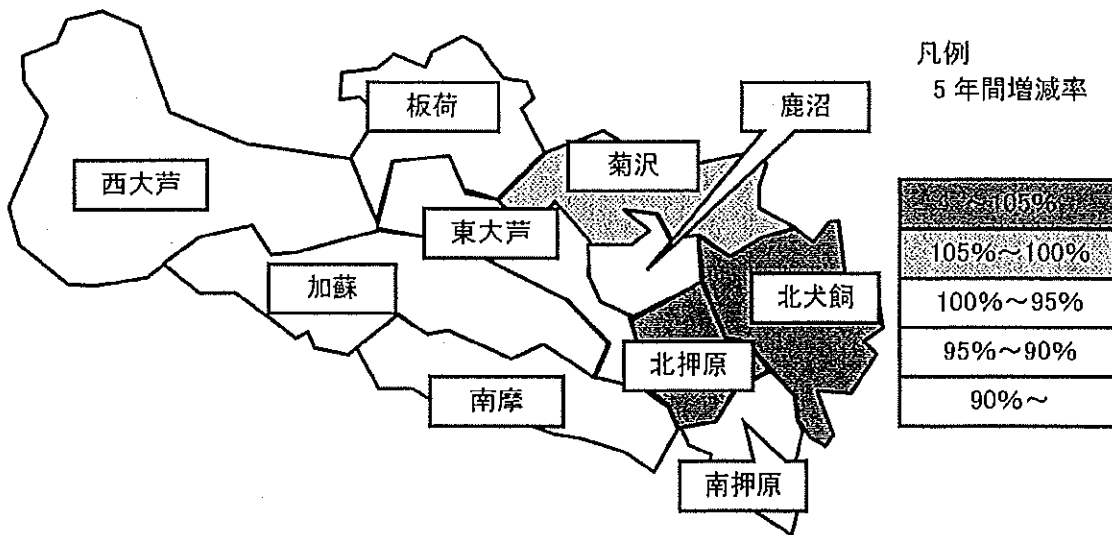 凡例
5年間増減率
板荷
鹿沼
菊沢
西大芦
東大芦
加蘇
北犬飼
北押原
南摩
南押原
～105%
105%～100%
100%～95%
95%～90%
90%～